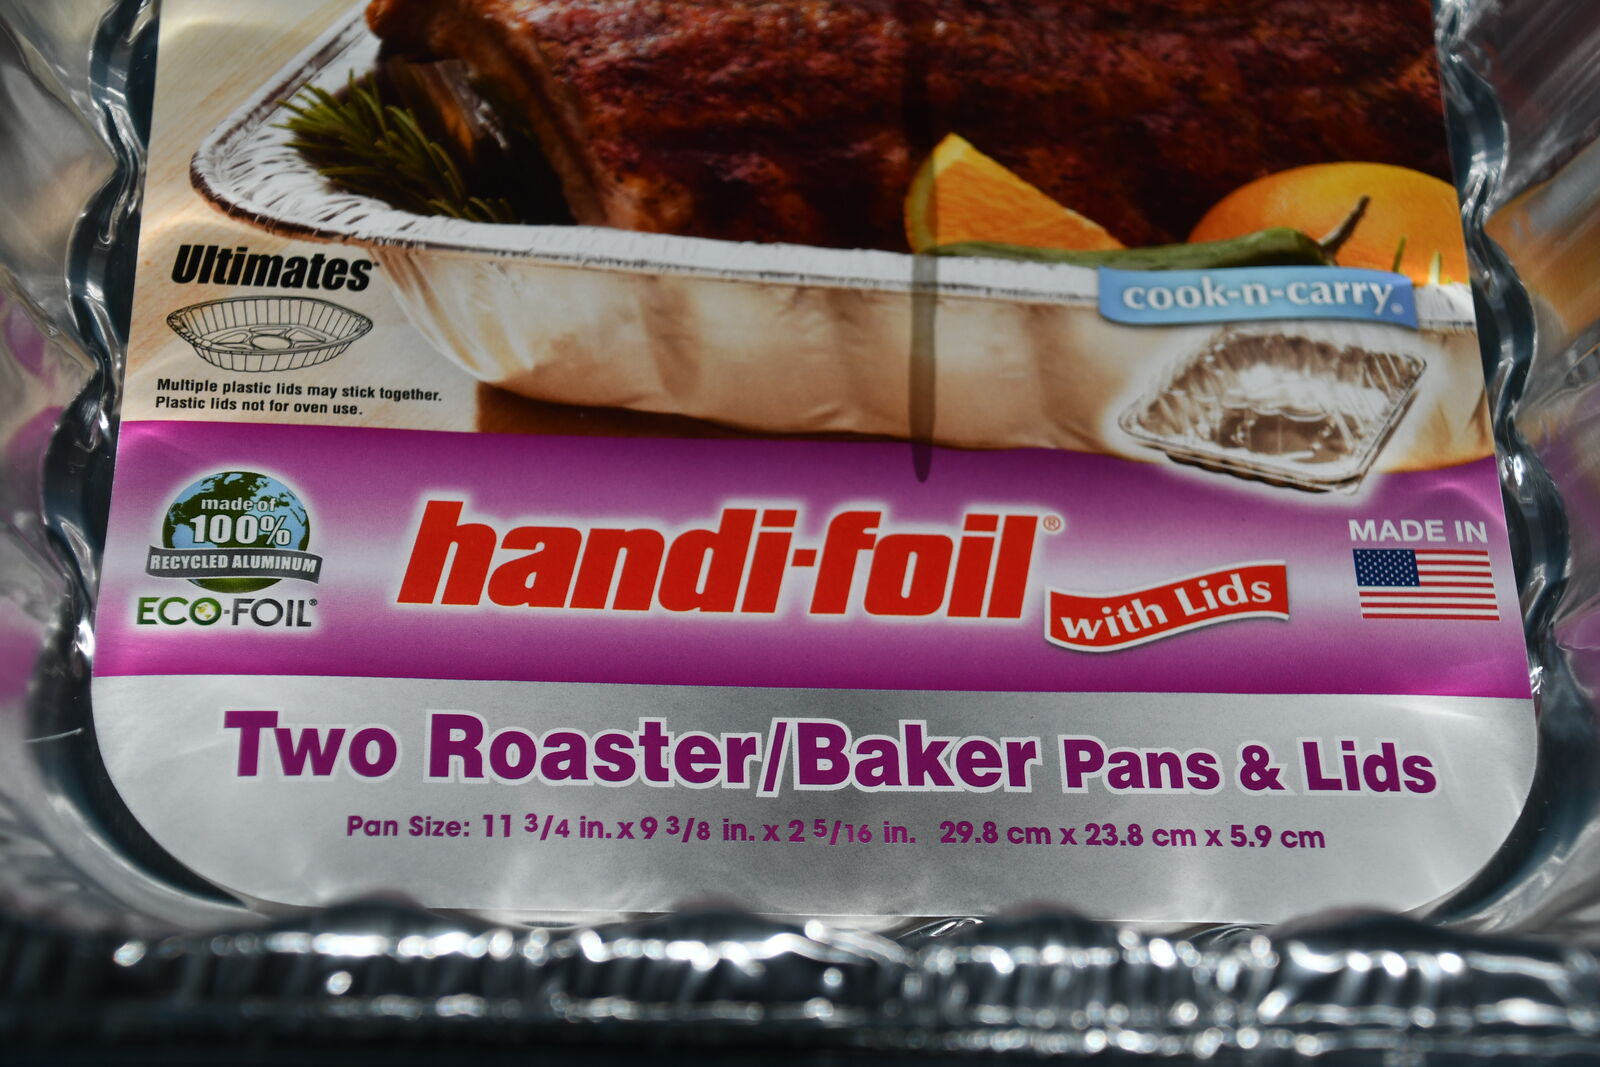 Ultimates
cook-n-carry®
Multiple plastic lids may stick together.
Plastic lids not for oven use.
made of
100%
RECYCLED ALUMINUM
ECO-FOIL®
handi-foil®
with Lids
MADE IN
Two Roaster/Baker Pans & Lids
Pan Size: 11 3/4 in. x 9 3/8 in. x 2 5/16 in. 29.8 cm x 23.8 cm x 5.9 cm